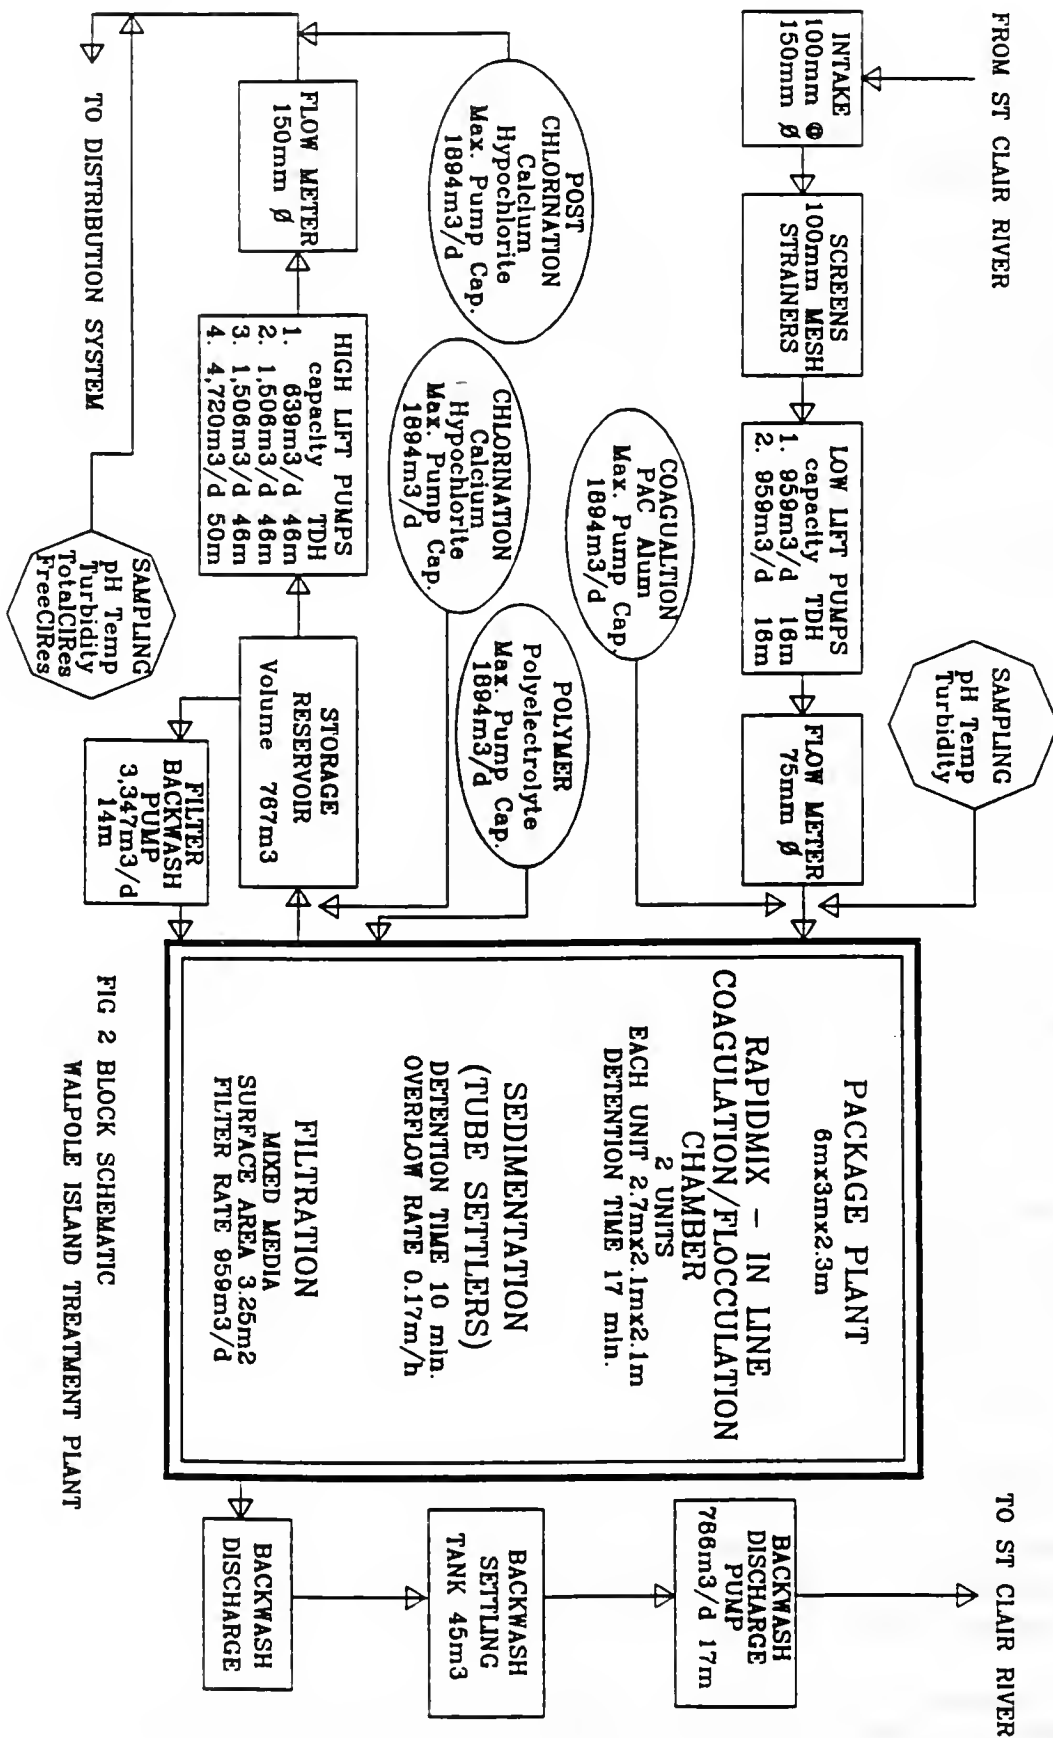 FROM ST CLAIR RIVER
INTAKE
100mm @
150mm Ø
SCREENS
100mm MESH
STRAINERS
LOW LIFT PUMPS
capacity TDH
1. 959m3/d 16m
2. 959m3/d 16m
SAMPLING
pH Temp
Turbidity
FLOW METER
75mm Ø
COAGUALTION
PAC Alum
Max. Pump Cap.
1894m3/d
POLYMER
Polyelectrolyte
Max. Pump Cap.
1894m3/d
CHLORINATION
Calcium
Hypochlorite
Max. Pump Cap.
1894m3/d
POST
CHLORINATION
Calcium
Hypochlorite
Max. Pump Cap.
1894m3/d
PACKAGE PLANT
6mx3mx2.3m
RAPIDMIX - IN LINE
COAGULATION/FLOCCULATION
CHAMBER
2 UNITS
EACH UNIT 2.7mx2.1mx2.1m
DETENTION TIME 17 min.
SEDIMENTATION
(TUBE SETTLERS)
DETENTION TIME 10 min.
OVERFLOW RATE 0.17m/h
FILTRATION
MIXED MEDIA
SURFACE AREA 3.25m2
FILTER RATE 959m3/d
STORAGE
RESERVOIR
Volume 767m3
FILTER
BACKWASH
PUMP
3,347m3/d
14m
HIGH LIFT PUMPS
capacity TDH
1. 639m3/d 46m
2. 1,506m3/d 46m
3. 1,506m3/d 46m
4. 4,720m3/d 50m
FLOW METER
150mm Ø
SAMPLING
pH Temp
Turbidity
TotalClRes
FreeClRes
TO DISTRIBUTION SYSTEM
BACKWASH
DISCHARGE
BACKWASH
SETTLING
TANK 45m3
BACKWASH
DISCHARGE
PUMP
786m3/d 17m
TO ST CLAIR RIVER
FIG 2 BLOCK SCHEMATIC
WALPOLE ISLAND TREATMENT PLANT